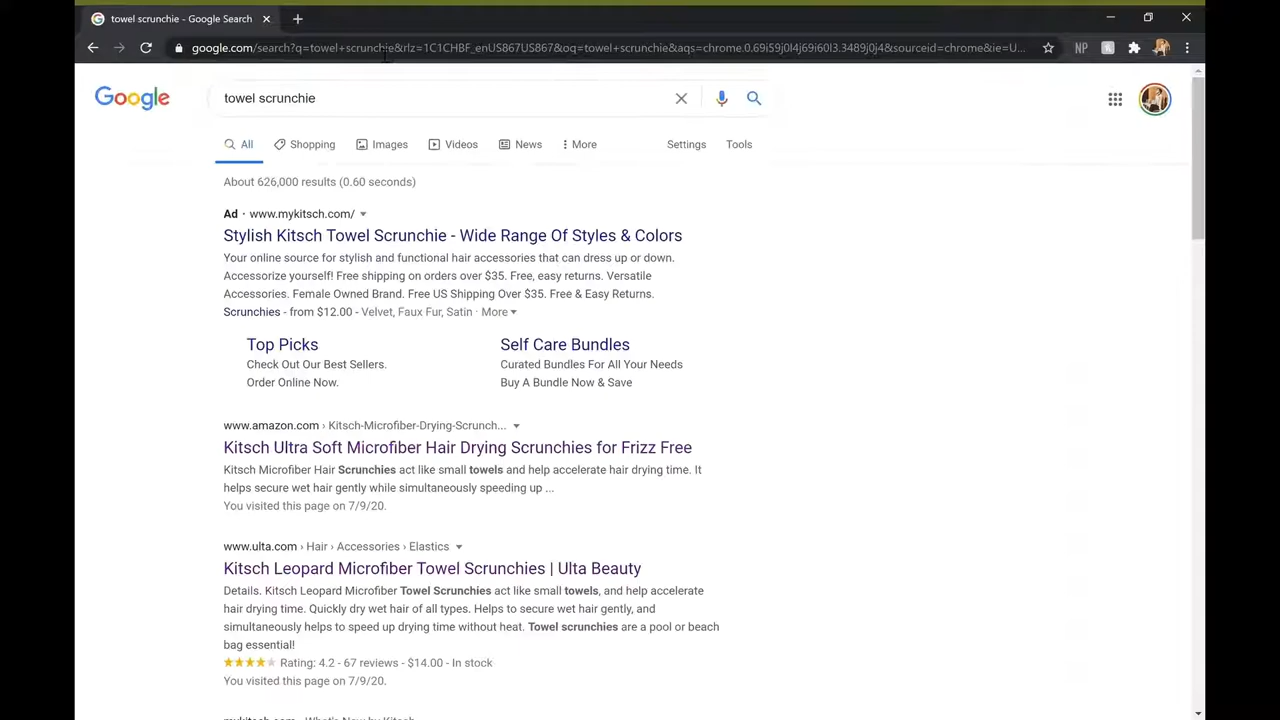 towel scrunchie - Google Search
google.com/search?q=towel+scrunchie&rlz=1C1CHBF_enUS867US867&oq=towel+scrunchie&aqs=chrome.0.69i59j0l4j69i60l3.3489j0j4&sourceid=chrome&ie=U...
NP
Google
towel scrunchie
All Shopping Images Videos News More Settings Tools
About 626,000 results (0.60 seconds)
Ad · www.mykitsch.com/
Stylish Kitsch Towel Scrunchie - Wide Range Of Styles & Colors
Your online source for stylish and functional hair accessories that can dress up or down.
Accessorize yourself! Free shipping on orders over $35. Free, easy returns. Versatile
Accessories. Female Owned Brand. Free US Shipping Over $35. Free & Easy Returns.
Scrunchies - from $12.00 - Velvet, Faux Fur, Satin · More
Top Picks
Check Out Our Best Sellers.
Order Online Now.
Self Care Bundles
Curated Bundles For All Your Needs
Buy A Bundle Now & Save
www.amazon.com › Kitsch-Microfiber-Drying-Scrunch...
Kitsch Ultra Soft Microfiber Hair Drying Scrunchies for Frizz Free
Kitsch Microfiber Hair Scrunchies act like small towels and help accelerate hair drying time. It
helps secure wet hair gently while simultaneously speeding up ...
You visited this page on 7/9/20.
www.ulta.com › Hair › Accessories › Elastics
Kitsch Leopard Microfiber Towel Scrunchies | Ulta Beauty
Details. Kitsch Leopard Microfiber Towel Scrunchies act like small towels, and help accelerate
hair drying time. Quickly dry wet hair of all types. Helps to secure wet hair gently, and
simultaneously helps to speed up drying time without heat. Towel scrunchies are a pool or beach
bag essential!
Rating: 4.2 - 67 reviews - $14.00 - In stock
You visited this page on 7/9/20.
mykitsch.com › What's New by Kitsch